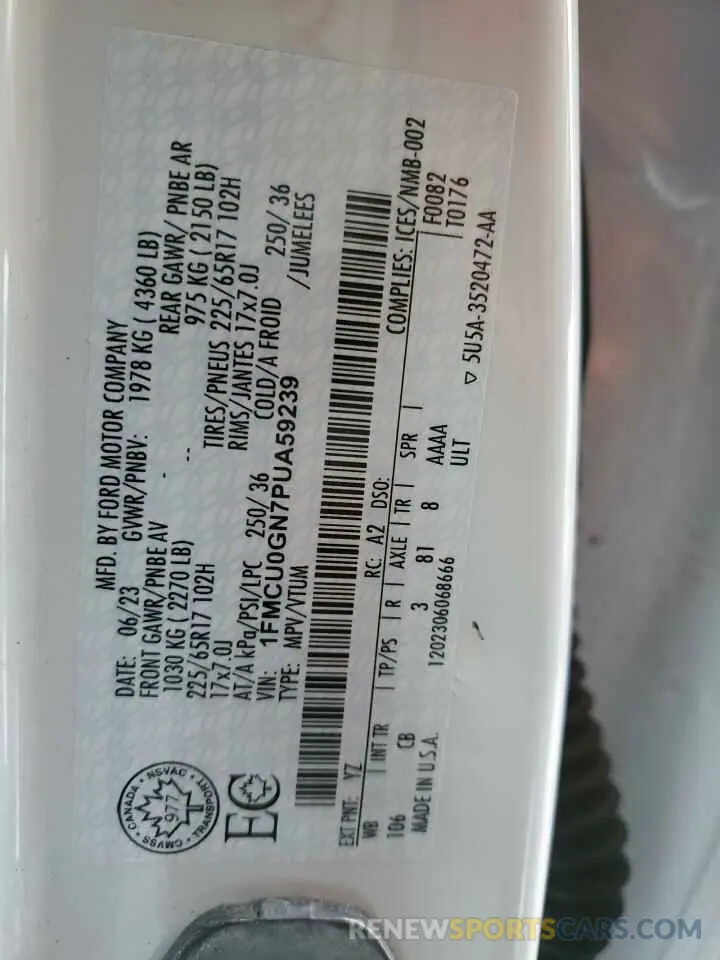 MFD. BY FORD MOTOR COMPANY
DATE: 06/23 GVWR/PNBV: 1978 KG ( 4360 LB)
FRONT GAWR/PNBE AV REAR GAWR/ PNBE AR
1030 KG ( 2270 LB) -- 975 KG ( 2150 LB)
225/65R17 102H TIRES/PNEUS 225/65R17 102H
17x7.0J RIMS/JANTES 17x7.0J
AT/A kPa/PSI/LPC 250/ 36 COLD/A FROID 250/ 36
VIN: 1FMCU0GN7PUA59239 /JUMELEES
TYPE: MPV/VTUM
CANADA • NSVAC • TRANSPORT • CMVSS
977
EC
EXT PNT: YZ RC: A2 DSO: COMPLIES: ICES/NMB-002
WB | INT TR | TP/PS | R | AXLE | TR | SPR | F0082
106 CB 3 81 8 AAAA T0176
MADE IN U.S.A. 1202306068666 ULT
▽ 5U5A-3520472-AA
RENEWSPORTSCARS.COM